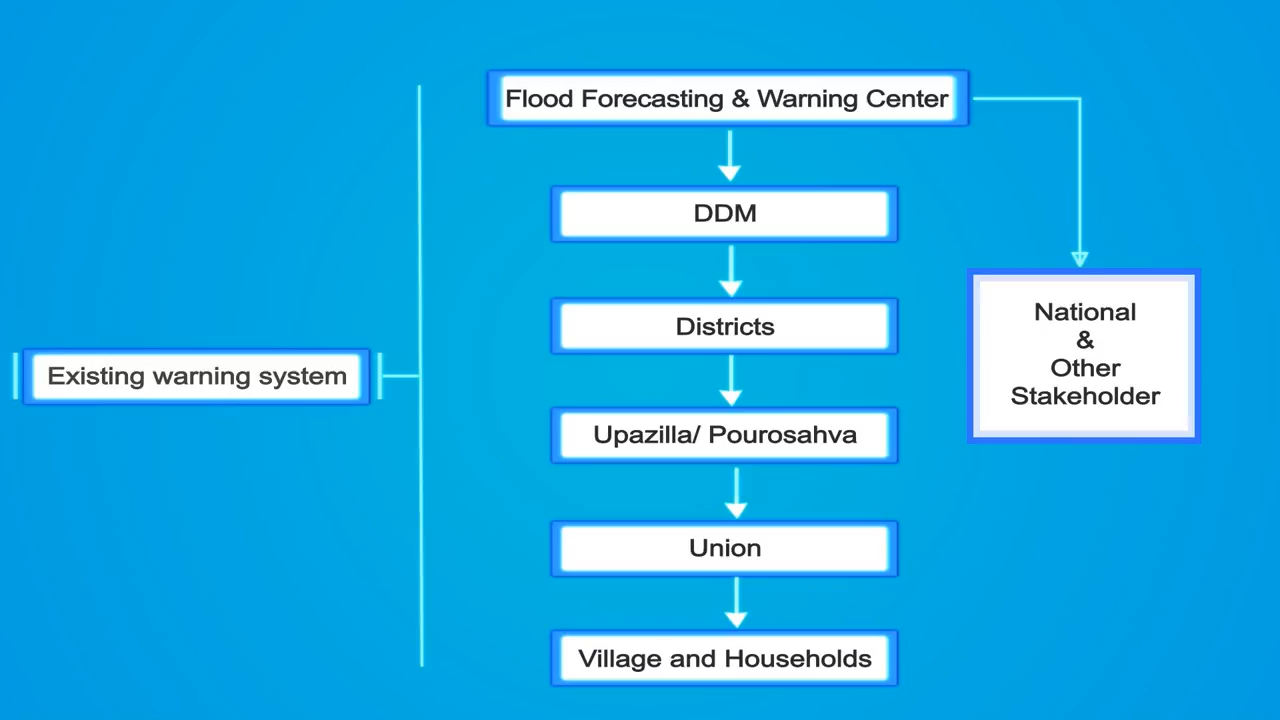 Flood Forecasting & Warning Center
DDM
Districts
Existing warning system
Upazilla/ Pourosahva
Union
Village and Households
National
&
Other
Stakeholder